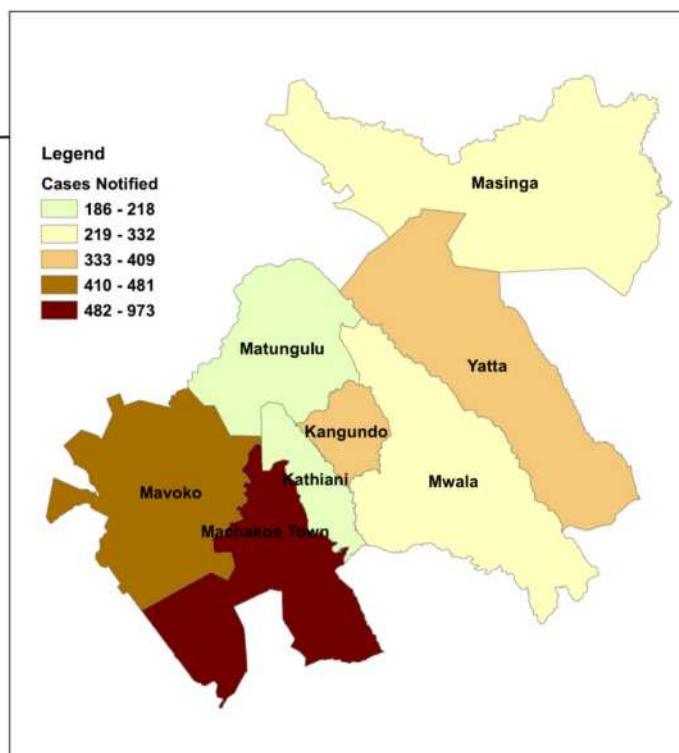 Legend
Cases Notified
186 - 218
219 - 332
333 - 409
410 - 481
482 - 973
Masinga
Matungulu
Yatta
Kangundo
Kathiani
Mwala
Mavoko
Machakos Town